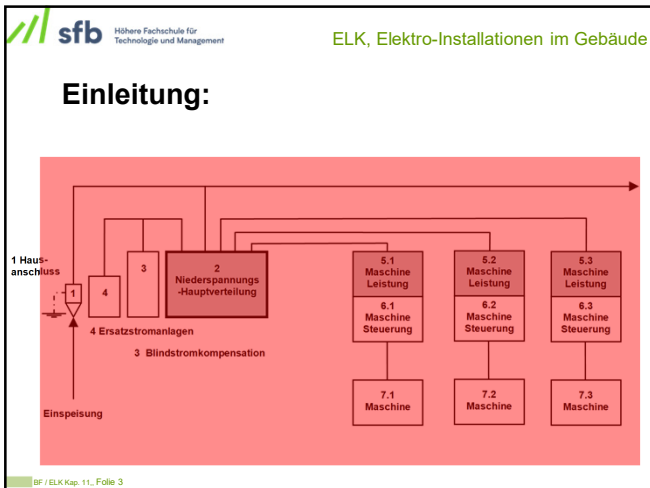 sfb Höhere Fachschule für
Technologie und Management
ELK, Elektro-Installationen im Gebäude
Einleitung:
1 Haus-
anschluss
1
4
3
2
Niederspannungs
-Hauptverteilung
5.1
Maschine
Leistung
5.2
Maschine
Leistung
5.3
Maschine
Leistung
6.1
Maschine
Steuerung
6.2
Maschine
Steuerung
6.3
Maschine
Steuerung
4 Ersatzstromanlagen
3 Blindstromkompensation
7.1
Maschine
7.2
Maschine
7.3
Maschine
Einspeisung
BF / ELK Kap. 11,, Folie 3